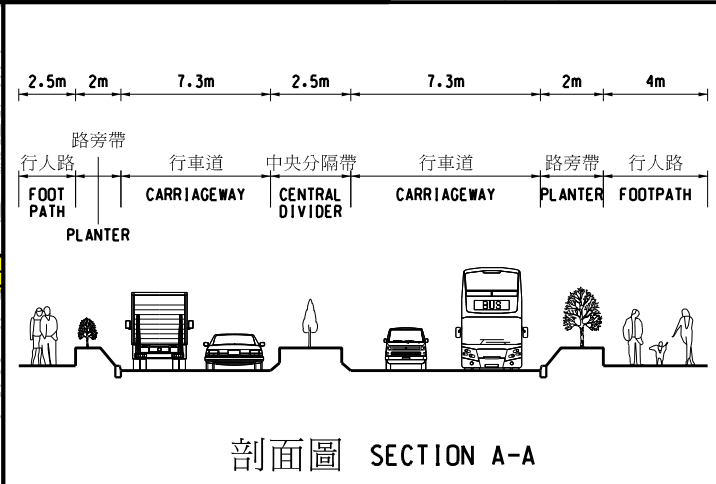 2.5m 2m 7.3m 2.5m 7.3m 2m 4m
路旁帶
行人路 行車道 中央分隔帶 行車道 路旁帶 行人路
FOOT PATH CARRIAGEWAY CENTRAL DIVIDER CARRIAGEWAY PLANTER FOOTPATH
PLANTER
BUS
剖面圖 SECTION A-A